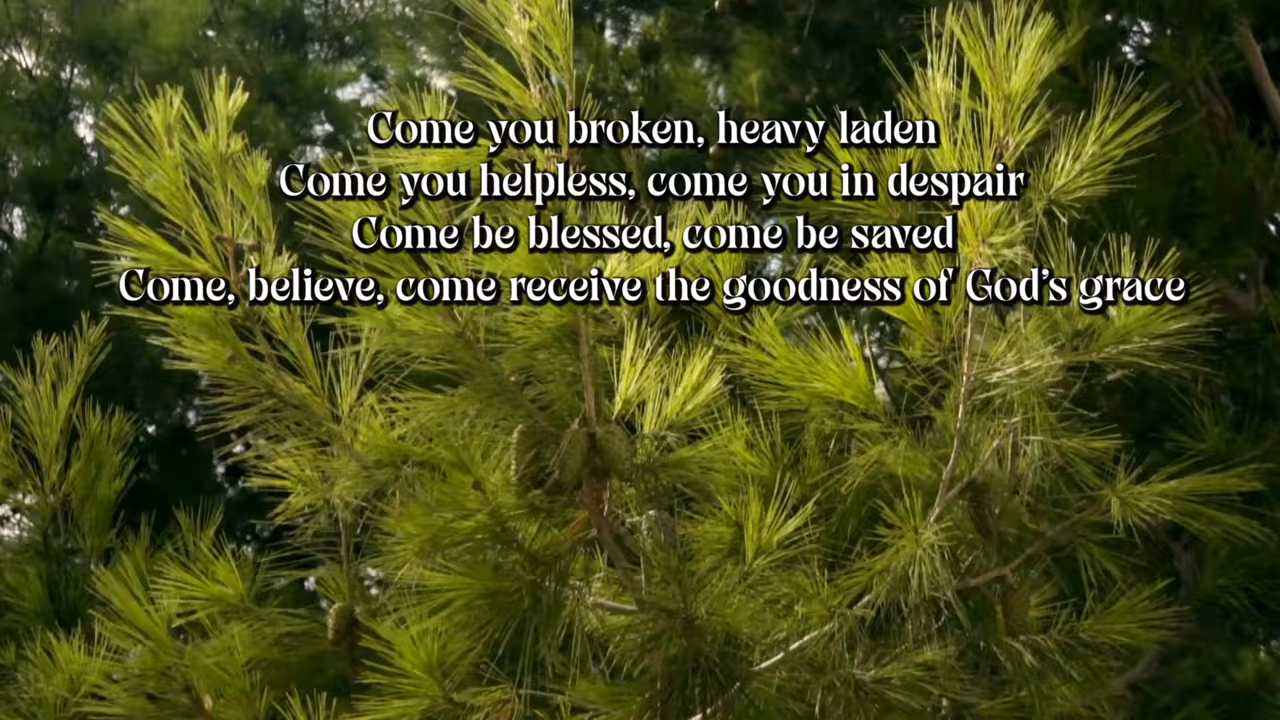 Come you broken, heavy laden
Come you helpless, come you in despair
Come be blessed, come be saved
Come, believe, come receive the goodness of God's grace